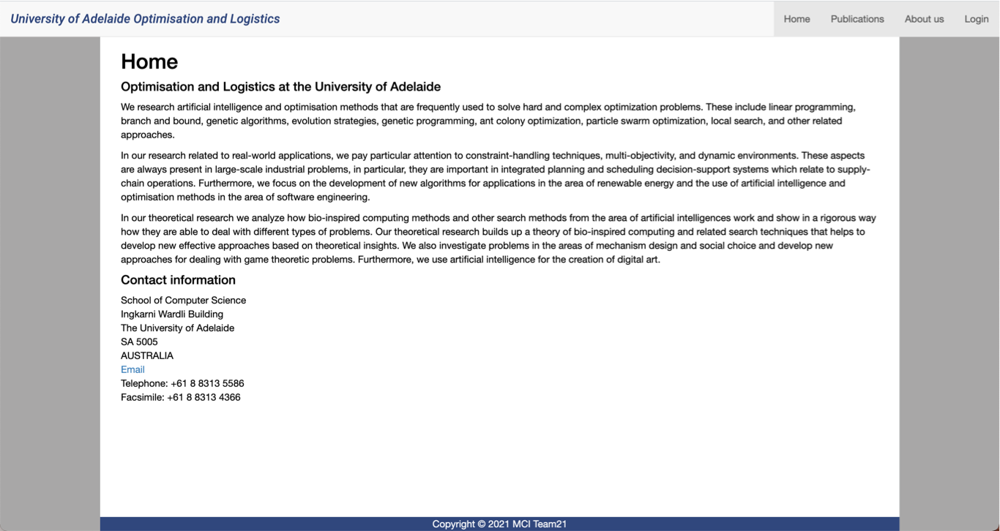 University of Adelaide Optimisation and Logistics
Home
Publications
About us
Login
Home
Optimisation and Logistics at the University of Adelaide
We research artificial intelligence and optimisation methods that are frequently used to solve hard and complex optimization problems. These include linear programming,
branch and bound, genetic algorithms, evolution strategies, genetic programming, ant colony optimization, particle swarm optimization, local search, and other related
approaches.
In our research related to real-world applications, we pay particular attention to constraint-handling techniques, multi-objectivity, and dynamic environments. These aspects
are always present in large-scale industrial problems, in particular, they are important in integrated planning and scheduling decision-support systems which relate to supply-
chain operations. Furthermore, we focus on the development of new algorithms for applications in the area of renewable energy and the use of artificial intelligence and
optimisation methods in the area of software engineering.
In our theoretical research we analyze how bio-inspired computing methods and other search methods from the area of artificial intelligences work and show in a rigorous way
how they are able to deal with different types of problems. Our theoretical research builds up a theory of bio-inspired computing and related search techniques that helps to
develop new effective approaches based on theoretical insights. We also investigate problems in the areas of mechanism design and social choice and develop new
approaches for dealing with game theoretic problems. Furthermore, we use artificial intelligence for the creation of digital art.
Contact information
School of Computer Science
Ingkarni Wardli Building
The University of Adelaide
SA 5005
AUSTRALIA
Email
Telephone: +61 8 8313 5586
Facsimile: +61 8 8313 4366
Copyright © 2021 MCI Team21